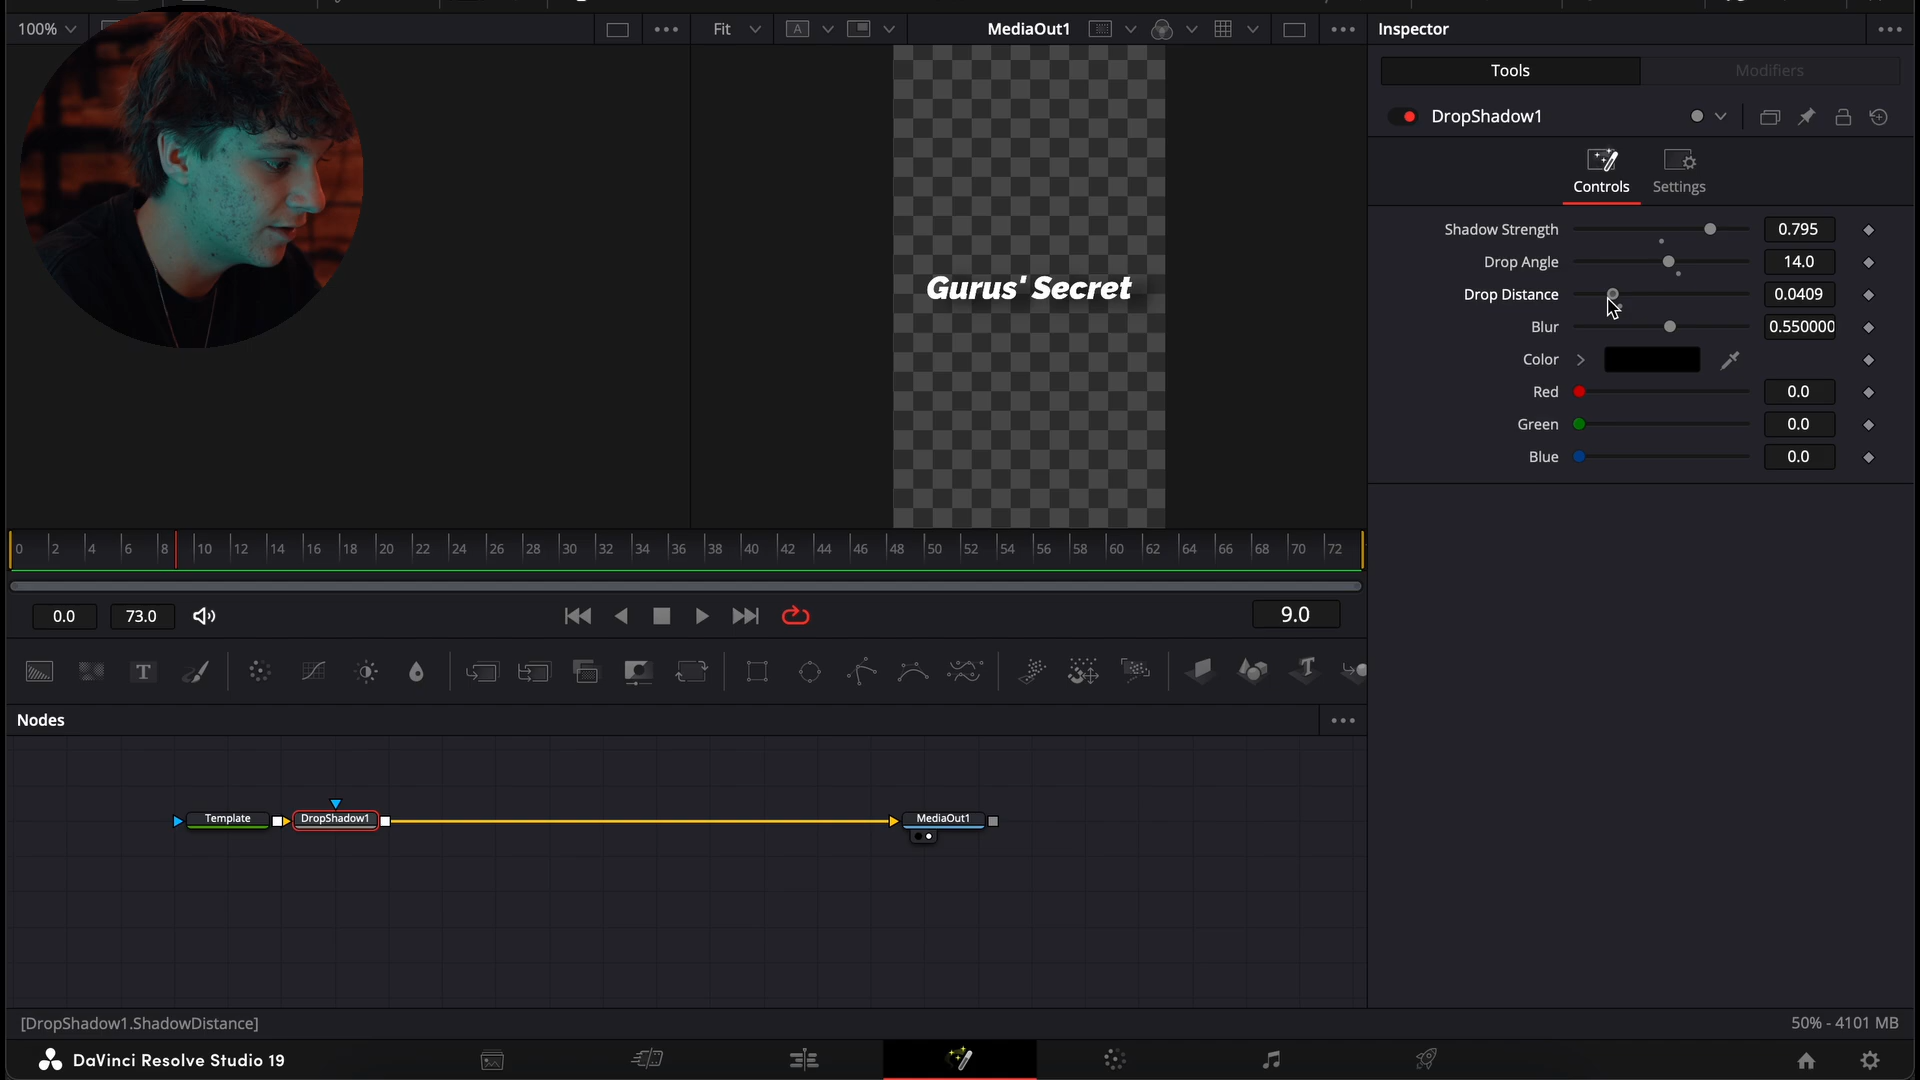 100%
Fit
A
MediaOut1
Inspector
Tools
Modifiers
DropShadow1
Controls
Settings
Shadow Strength
0.795
Drop Angle
14.0
Drop Distance
0.0409
Blur
0.550000
Color
Red
0.0
Green
0.0
Blue
0.0
Gurus' Secret
0 2 4 6 8 10 12 14 16 18 20 22 24 26 28 30 32 34 36 38 40 42 44 46 48 50 52 54 56 58 60 62 64 66 68 70 72
0.0
73.0
9.0
T
T
Nodes
Template
DropShadow1
MediaOut1
[DropShadow1.ShadowDistance]
50% - 4101 MB
DaVinci Resolve Studio 19